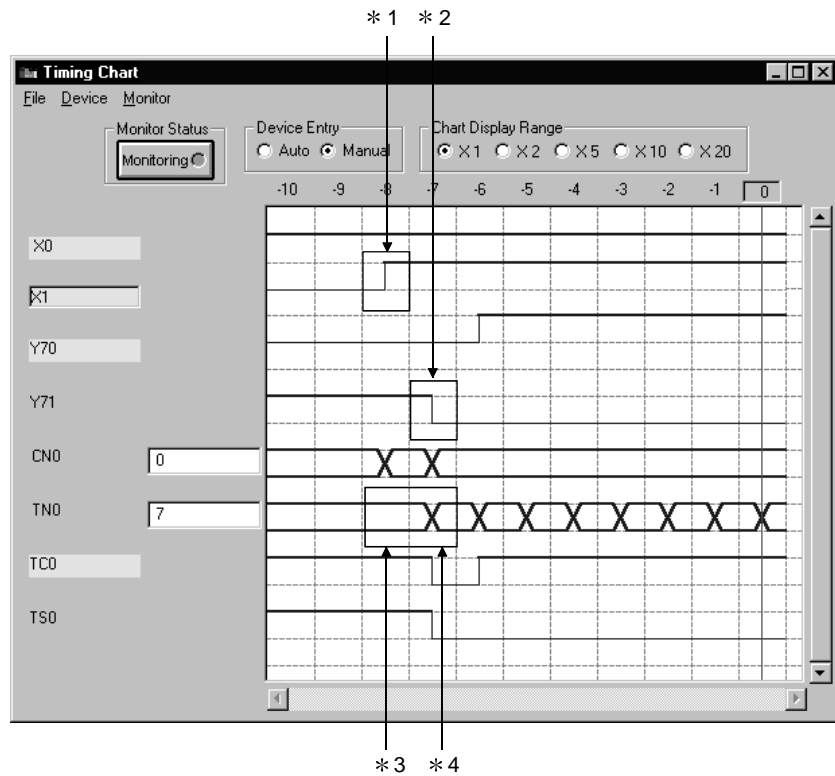 *1 *2
Timing Chart
File Device Monitor
Monitor Status Device Entry Chart Display Range
Monitoring Auto Manual X1 X2 X5 X10 X20
-10 -9 -8 -7 -6 -5 -4 -3 -2 -1 0
X0
X1
Y70
Y71
CN0 0
TN0 7
TC0
TS0
*3 *4